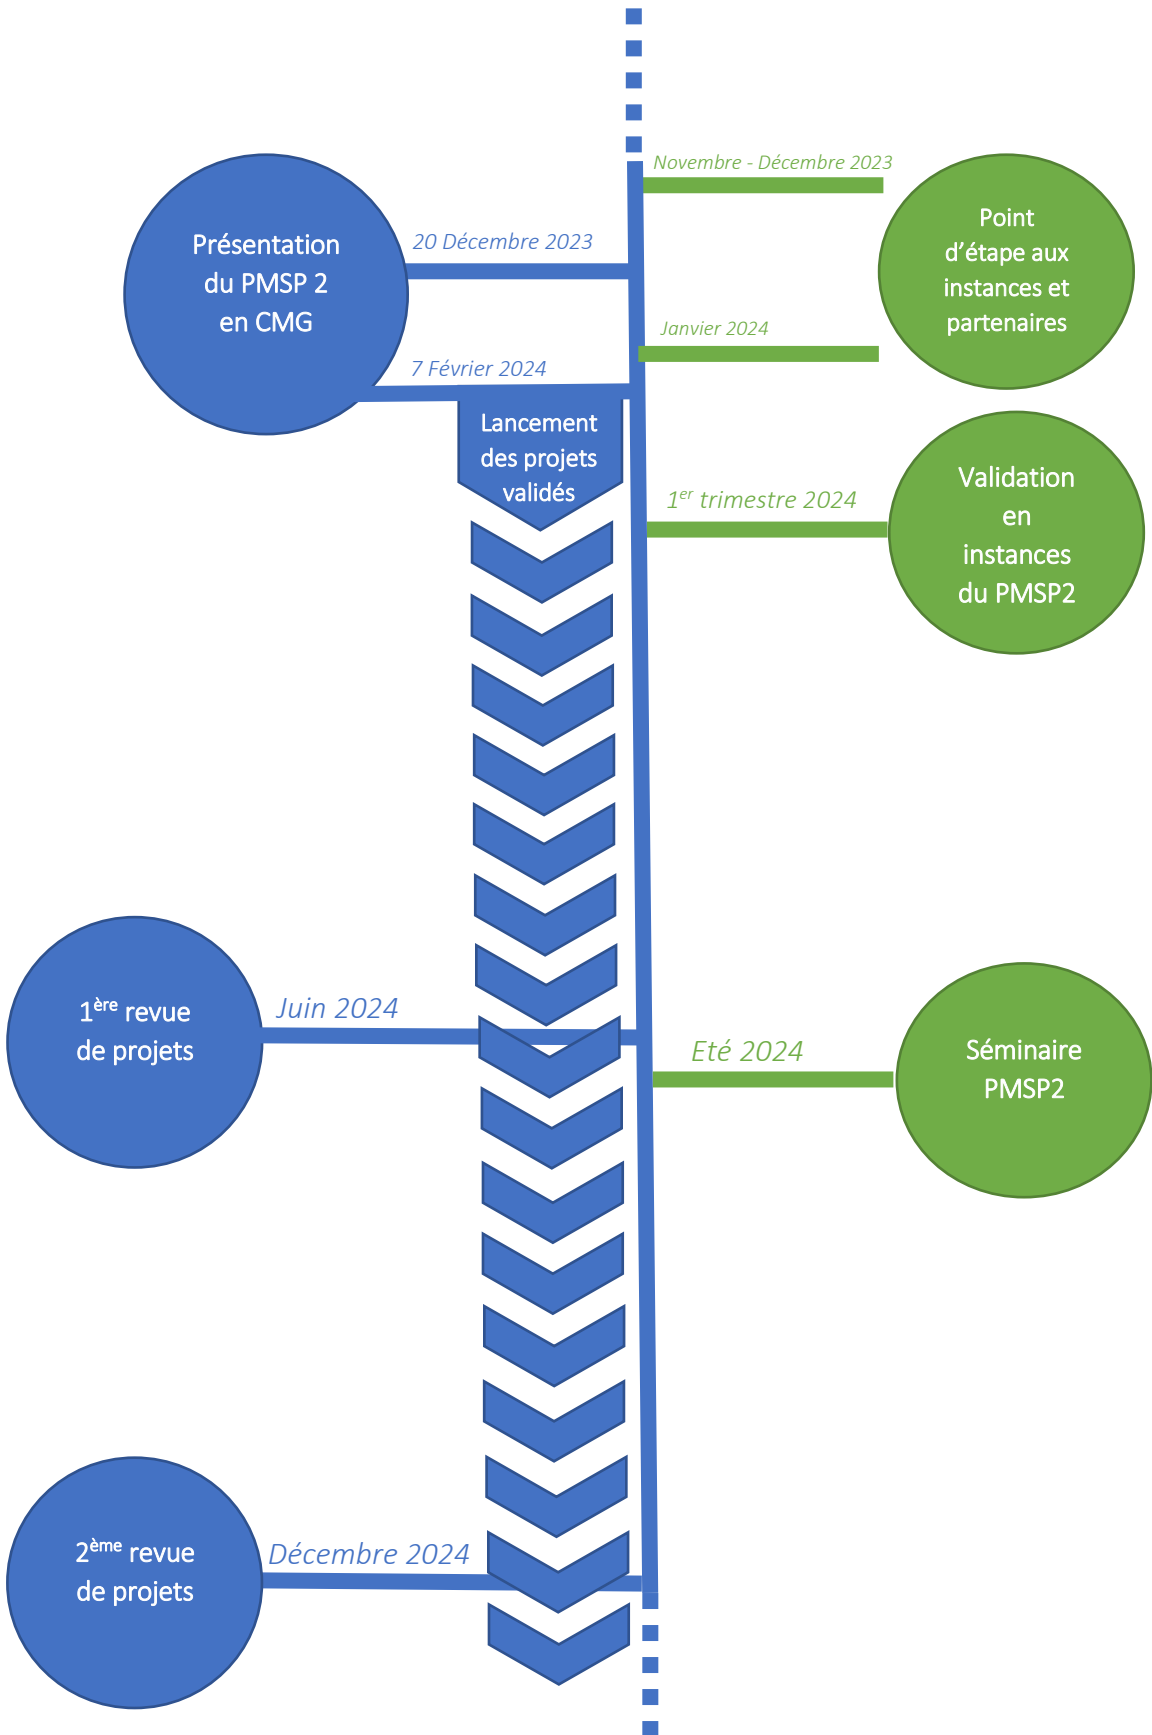 Novembre - Décembre 2023
Point
d’étape aux
instances et
partenaires
Présentation
du PMSP 2
en CMG
20 Décembre 2023
Janvier 2024
7 Février 2024
Lancement
des projets
validés
1er trimestre 2024
Validation
en
instances
du PMSP2
1ère revue
de projets
Juin 2024
Eté 2024
Séminaire
PMSP2
2ème revue
de projets
Décembre 2024